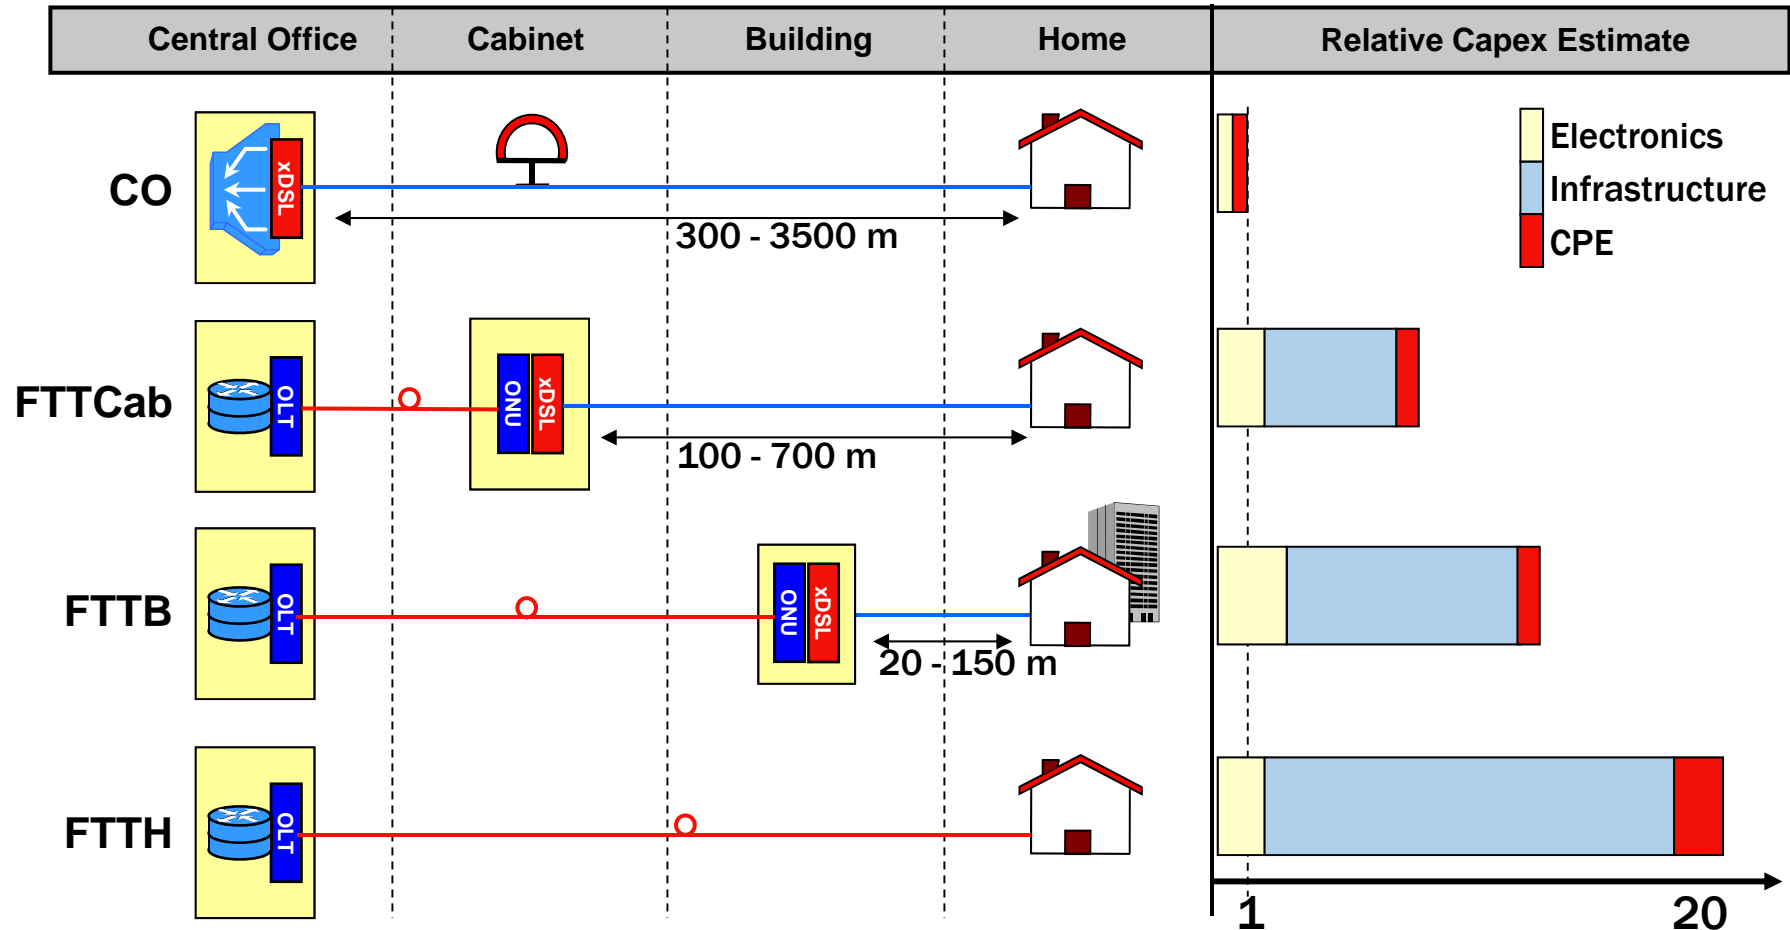 Central Office
Cabinet
Building
Home
Relative Capex Estimate
CO
xDSL
300 - 3500 m
Electronics
Infrastructure
CPE
FTTCab
OLT
ONU
xDSL
100 - 700 m
FTTB
OLT
ONU
xDSL
20 - 150 m
FTTH
OLT
1
20